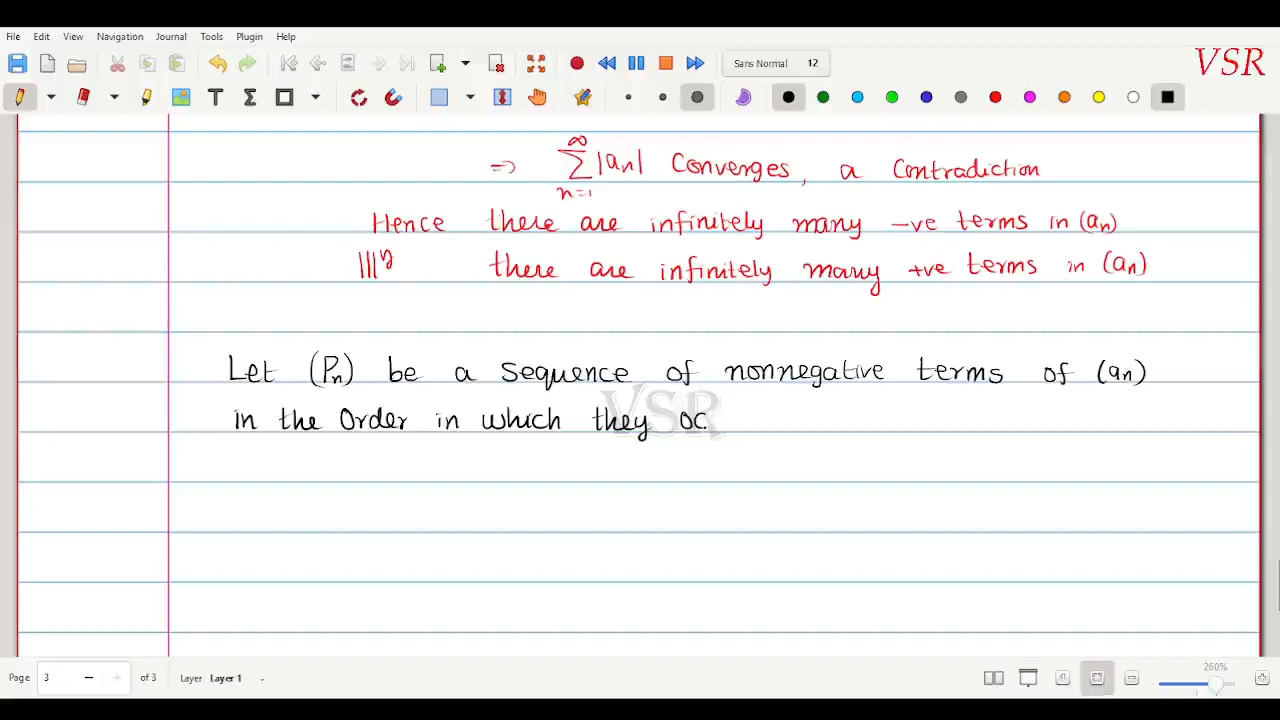 File Edit View Navigation Journal Tools Plugin Help
Sans Normal 12
VSR
⇒ ∞∑n=1 |an| Converges, a Contradiction
Hence there are infinitely many -ve terms in (an)
|||ly there are infinitely many +ve terms in (an)
Let (Pn) be a sequence of nonnegative terms of (an)
in the Order in which they oc
VSR
Page 3 of 3 Layer Layer 1 260%